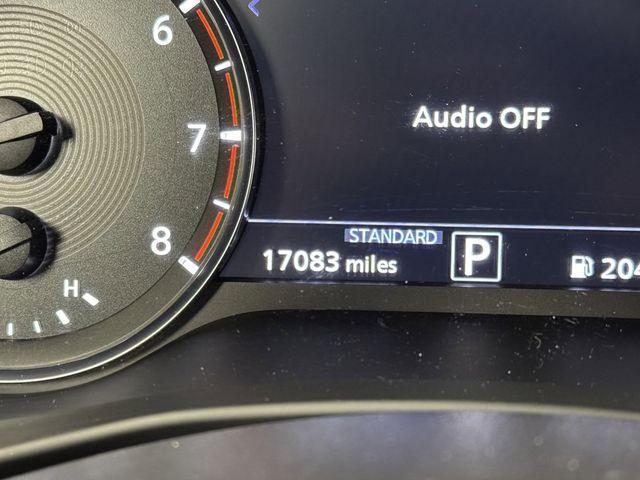 6
7
8
H
Audio OFF
STANDARD
17083 miles
P
204